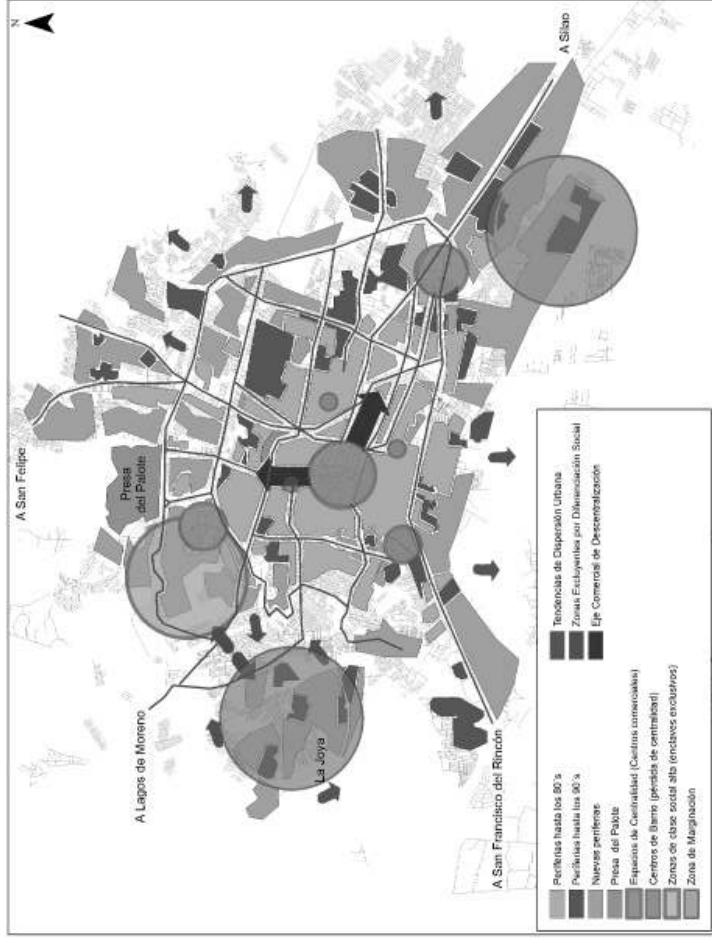 N
A San Felipe
A Silao
Presa
del Palote
A Lagos de Moreno
La Joya
A San Francisco del Rincón
Periferias hasta los 80´s
Periferias hasta los 90´s
Nuevas periferias
Presa del Palote
Espacios de Centralidad (Centros comerciales)
Centros de Barrio (pérdida de centralidad)
Zonas de clase social alta (enclaves exclusivos)
Zona de Marginación
Tendencias de Dispersión Urbana
Zonas Excluyentes por Diferenciación Social
Eje Comercial de Descentralización